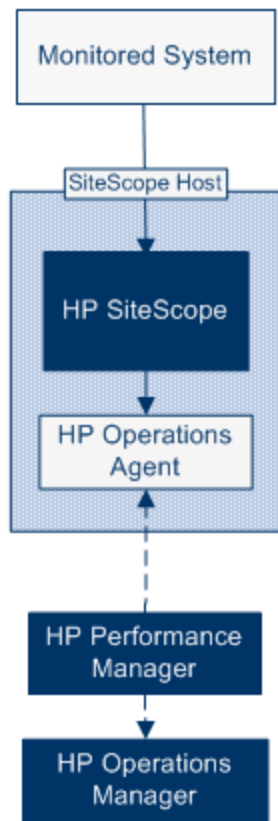 Monitored System
SiteScope Host
HP SiteScope
HP Operations
Agent
HP Performance
Manager
HP Operations
Manager